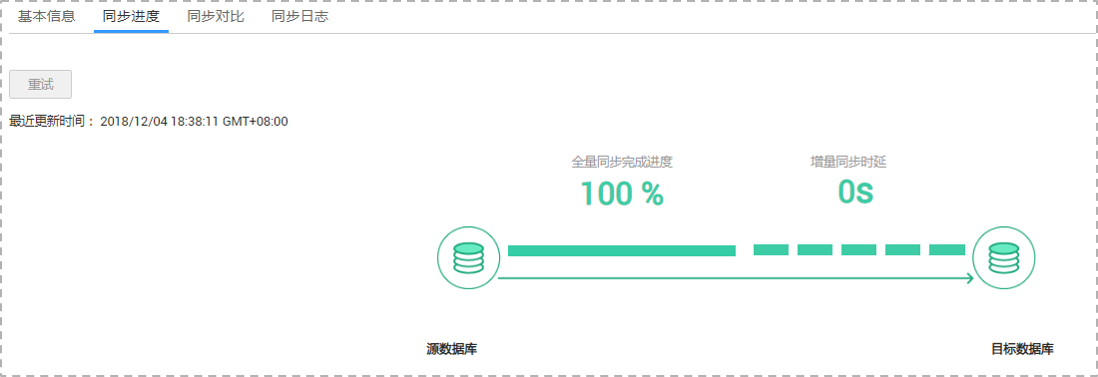 基本信息 同步进度 同步对比 同步日志
重试
最近更新时间： 2018/12/04 18:38:11 GMT+08:00
全量同步完成进度 增量同步时延
100 % 0s
源数据库 目标数据库